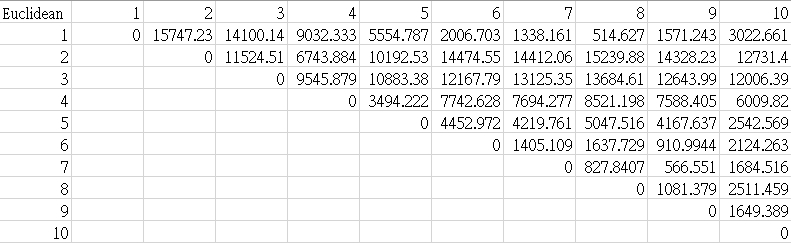 Euclidean 1 2 3 4 5 6 7 8 9 10
1 0 15747.23 14100.14 9032.333 5554.787 2006.703 1338.161 514.627 1571.243 3022.661
2 0 11524.51 6743.884 10192.53 14474.55 14412.06 15239.88 14328.23 12731.4
3 0 9545.879 10883.38 12167.79 13125.35 13684.61 12643.99 12006.39
4 0 3494.222 7742.628 7694.277 8521.198 7588.405 6009.82
5 0 4452.972 4219.761 5047.516 4167.637 2542.569
6 0 1405.109 1637.729 910.9944 2124.263
7 0 827.8407 566.551 1684.516
8 0 1081.379 2511.459
9 0 1649.389
10 0